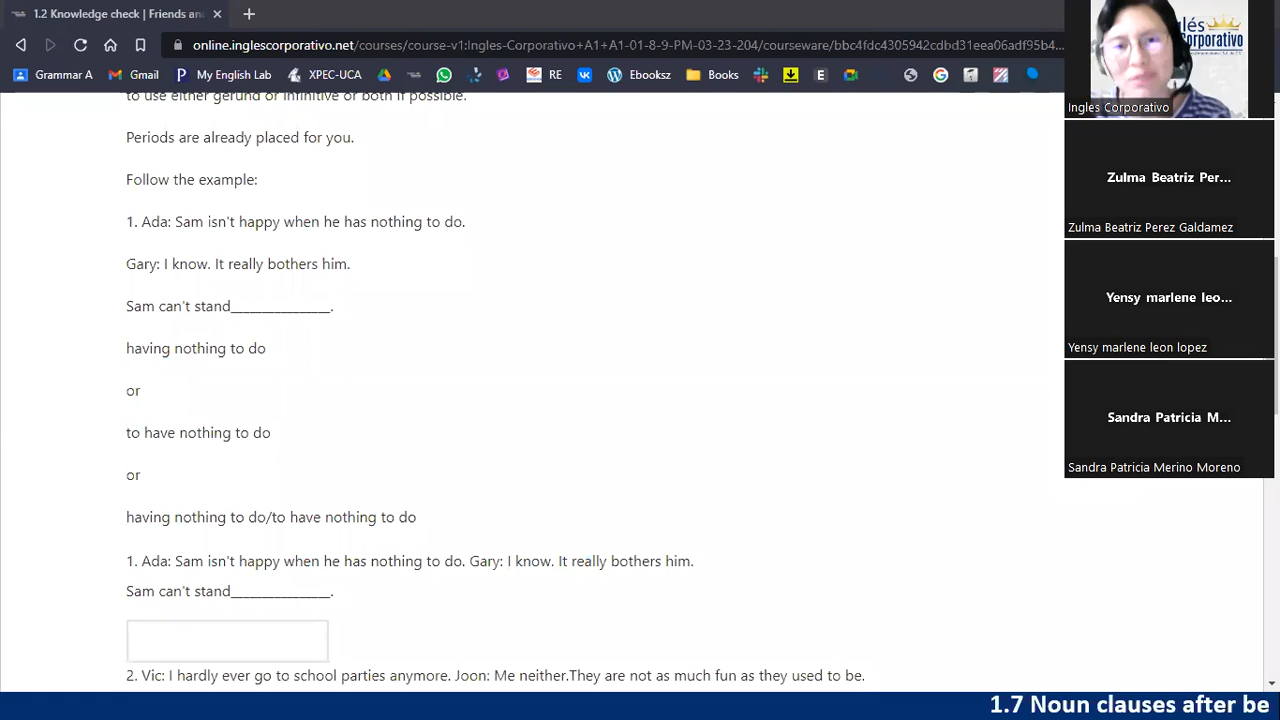 1.2 Knowledge check | Friends an
online.inglescorporativo.net/courses/course-v1:Ingles-Corporativo+A1+A1-01-8-9-PM-03-23-204/courseware/bbc4fdc4305942cdbd31eea06adf95b4...
Grammar A
Gmail
My English Lab
XPEC-UCA
RE
Ebooksz
Books
to use either gerund or infinitive or both if possible.
Periods are already placed for you.
Follow the example:
1. Ada: Sam isn't happy when he has nothing to do.
Gary: I know. It really bothers him.
Sam can't stand_______________.
having nothing to do
or
to have nothing to do
or
having nothing to do/to have nothing to do
1. Ada: Sam isn't happy when he has nothing to do. Gary: I know. It really bothers him.
Sam can't stand_______________.
2. Vic: I hardly ever go to school parties anymore. Joon: Me neither.They are not as much fun as they used to be.
glés
Corporativo
Ingles Corporativo
Zulma Beatriz Per...
Zulma Beatriz Perez Galdamez
Yensy marlene leo...
Yensy marlene leon lopez
Sandra Patricia M...
Sandra Patricia Merino Moreno
1.7 Noun clauses after be